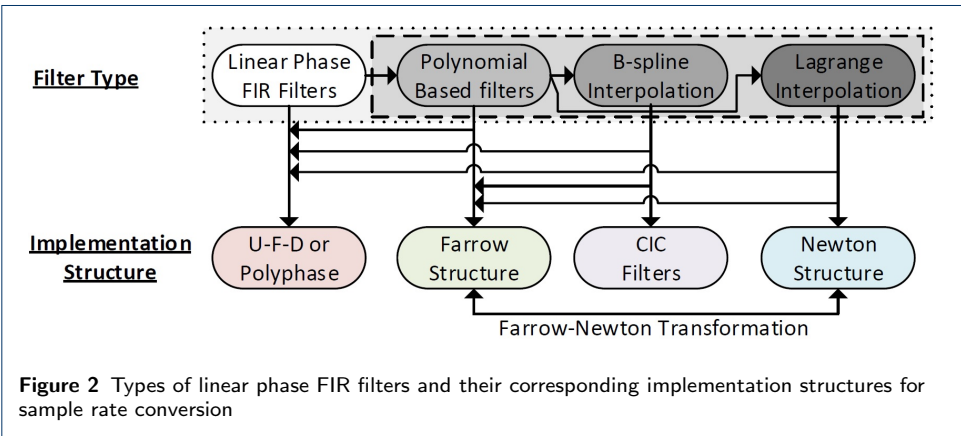 Filter Type
Linear Phase
FIR Filters
Polynomial
Based filters
B-spline
Interpolation
Lagrange
Interpolation
Implementation
Structure
U-F-D or
Polyphase
Farrow
Structure
CIC
Filters
Newton
Structure
Farrow-Newton Transformation
Figure 2 Types of linear phase FIR filters and their corresponding implementation structures for
sample rate conversion